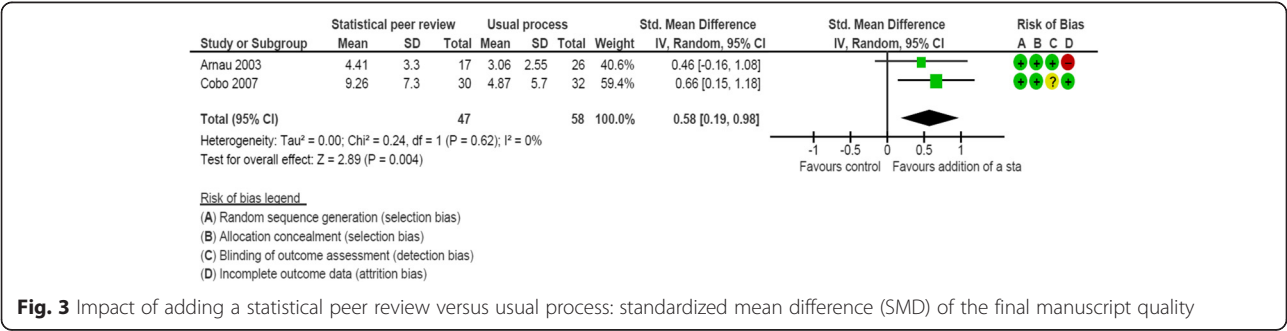 Statistical peer review Usual process Std. Mean Difference Std. Mean Difference Risk of Bias
Study or Subgroup Mean SD Total Mean SD Total Weight IV, Random, 95% CI IV, Random, 95% CI A B C D
Arnau 2003 4.41 3.3 17 3.06 2.55 26 40.6% 0.46 [-0.16, 1.08] + + + -
Cobo 2007 9.26 7.3 30 4.87 5.7 32 59.4% 0.66 [0.15, 1.18] + + ? +
Total (95% CI) 47 58 100.0% 0.58 [0.19, 0.98]
Heterogeneity: Tau² = 0.00; Chi² = 0.24, df = 1 (P = 0.62); I² = 0%
Test for overall effect: Z = 2.89 (P = 0.004)
-1 -0.5 0 0.5 1
Favours control Favours addition of a sta
Risk of bias legend
(A) Random sequence generation (selection bias)
(B) Allocation concealment (selection bias)
(C) Blinding of outcome assessment (detection bias)
(D) Incomplete outcome data (attrition bias)
Fig. 3 Impact of adding a statistical peer review versus usual process: standardized mean difference (SMD) of the final manuscript quality